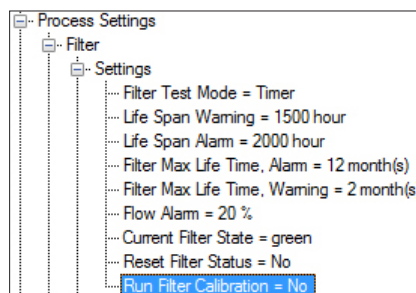 Process Settings
Filter
Settings
Filter Test Mode = Timer
Life Span Warning = 1500 hour
Life Span Alarm = 2000 hour
Filter Max Life Time, Alarm = 12 month(s)
Filter Max Life Time, Warning = 2 month(s
Flow Alarm = 20 %
Current Filter State = green
Reset Filter Status = No
Run Filter Calibration = No